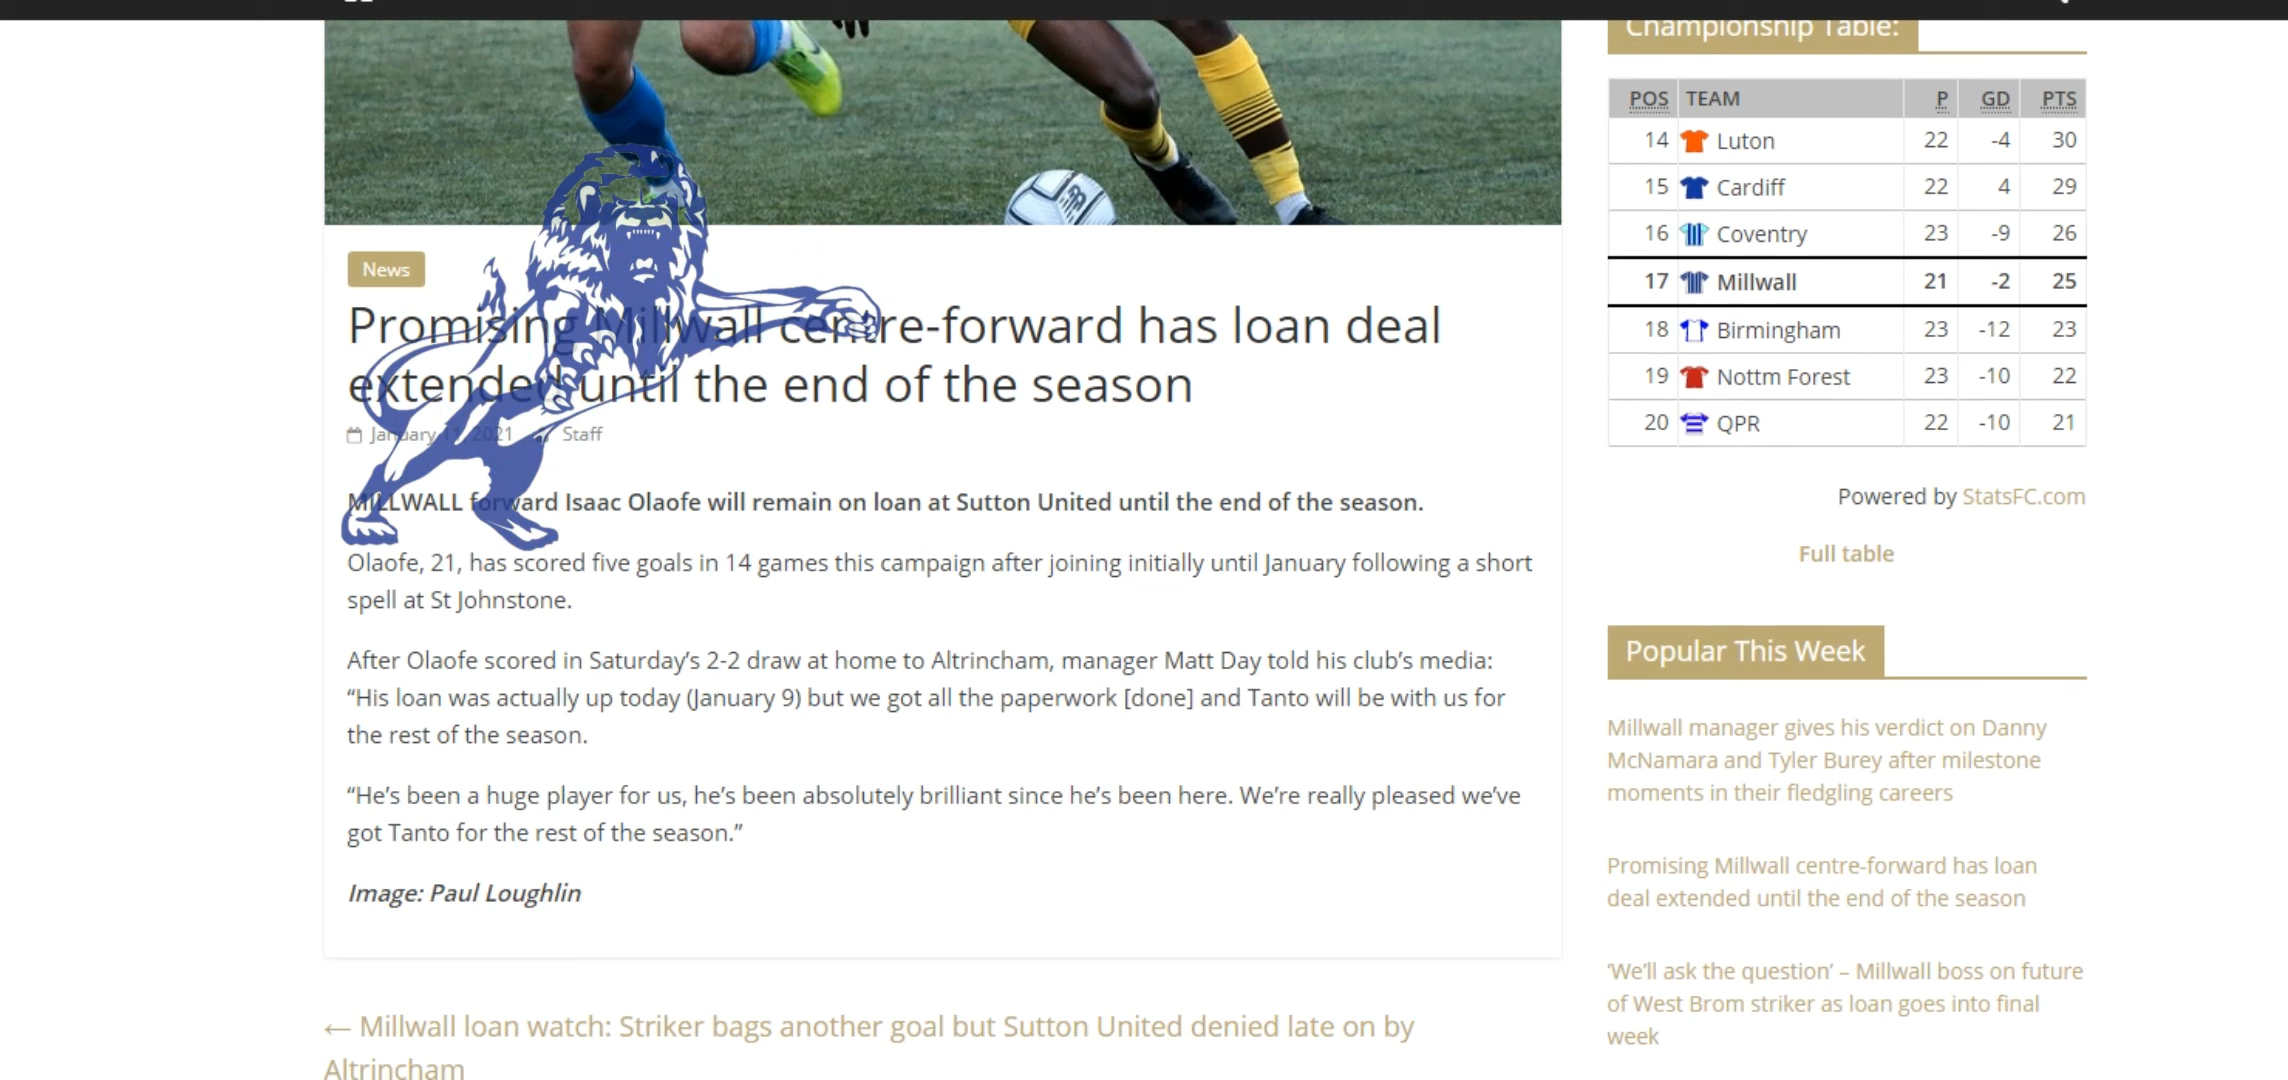 Championship Table:
POS TEAM P GD PTS
14 Luton 22 -4 30
15 Cardiff 22 4 29
16 Coventry 23 -9 26
17 Millwall 21 -2 25
18 Birmingham 23 -12 23
19 Nottm Forest 23 -10 22
20 QPR 22 -10 21
Powered by StatsFC.com
Full table
News
Promising Millwall centre-forward has loan deal
extended until the end of the season
January 11, 2021 Staff
MILLWALL forward Isaac Olaofe will remain on loan at Sutton United until the end of the season.
Olaofe, 21, has scored five goals in 14 games this campaign after joining initially until January following a short
spell at St Johnstone.
After Olaofe scored in Saturday’s 2-2 draw at home to Altrincham, manager Matt Day told his club’s media:
“His loan was actually up today (January 9) but we got all the paperwork [done] and Tanto will be with us for
the rest of the season.
“He’s been a huge player for us, he’s been absolutely brilliant since he’s been here. We’re really pleased we’ve
got Tanto for the rest of the season.”
Image: Paul Loughlin
← Millwall loan watch: Striker bags another goal but Sutton United denied late on by
Altrincham
Popular This Week
Millwall manager gives his verdict on Danny
McNamara and Tyler Burey after milestone
moments in their fledgling careers
Promising Millwall centre-forward has loan
deal extended until the end of the season
‘We’ll ask the question’ – Millwall boss on future
of West Brom striker as loan goes into final
week